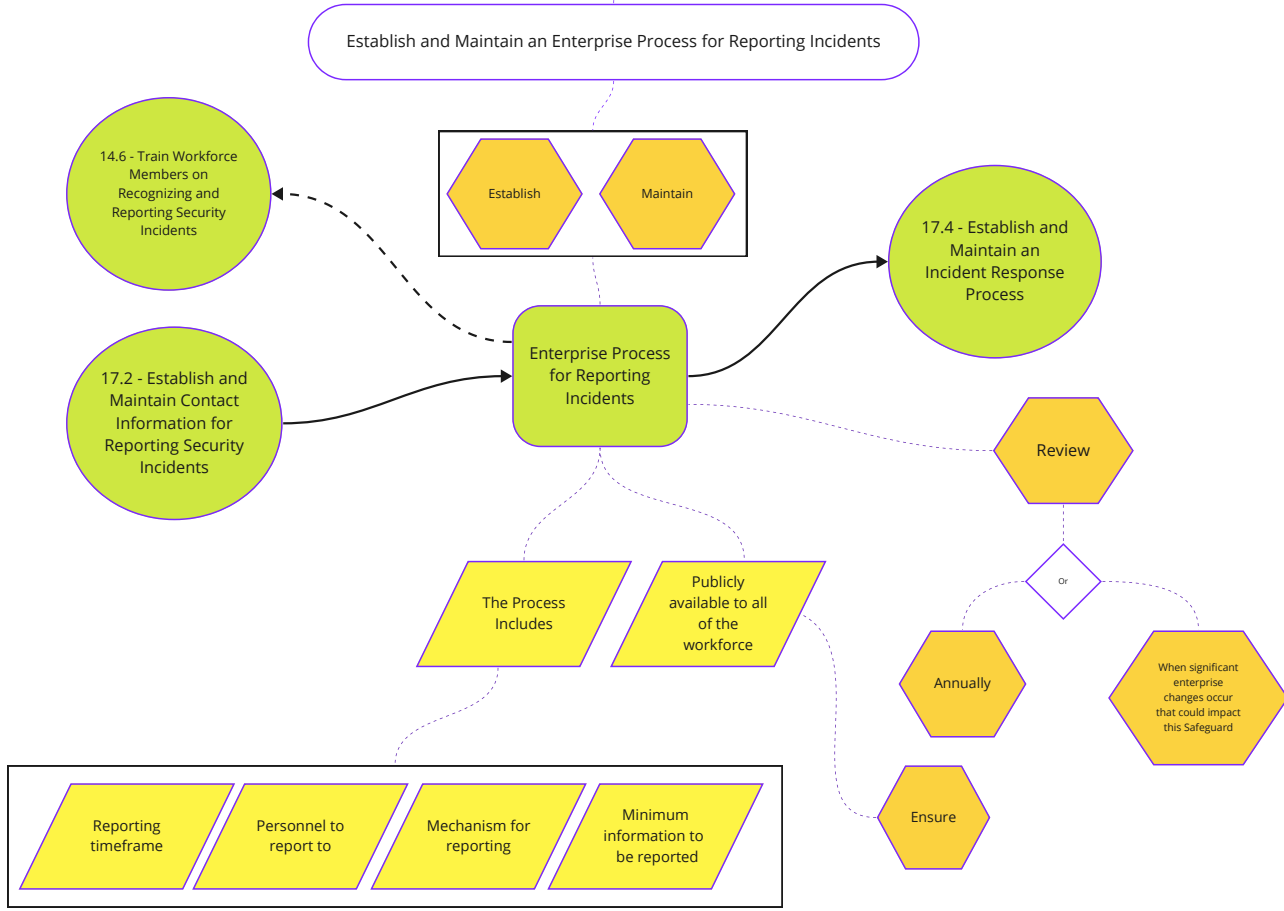 Establish and Maintain an Enterprise Process for Reporting Incidents
14.6 - Train Workforce
Members on
Recognizing and
Reporting Security
Incidents
Establish
Maintain
17.4 - Establish and
Maintain an
Incident Response
Process
Enterprise Process
for Reporting
Incidents
17.2 - Establish and
Maintain Contact
Information for
Reporting Security
Incidents
Review
Or
The Process
Includes
Publicly
available to all
of the
workforce
Annually
When significant
enterprise
changes occur
that could impact
this Safeguard
Ensure
Reporting
timeframe
Personnel to
report to
Mechanism for
reporting
Minimum
information to
be reported